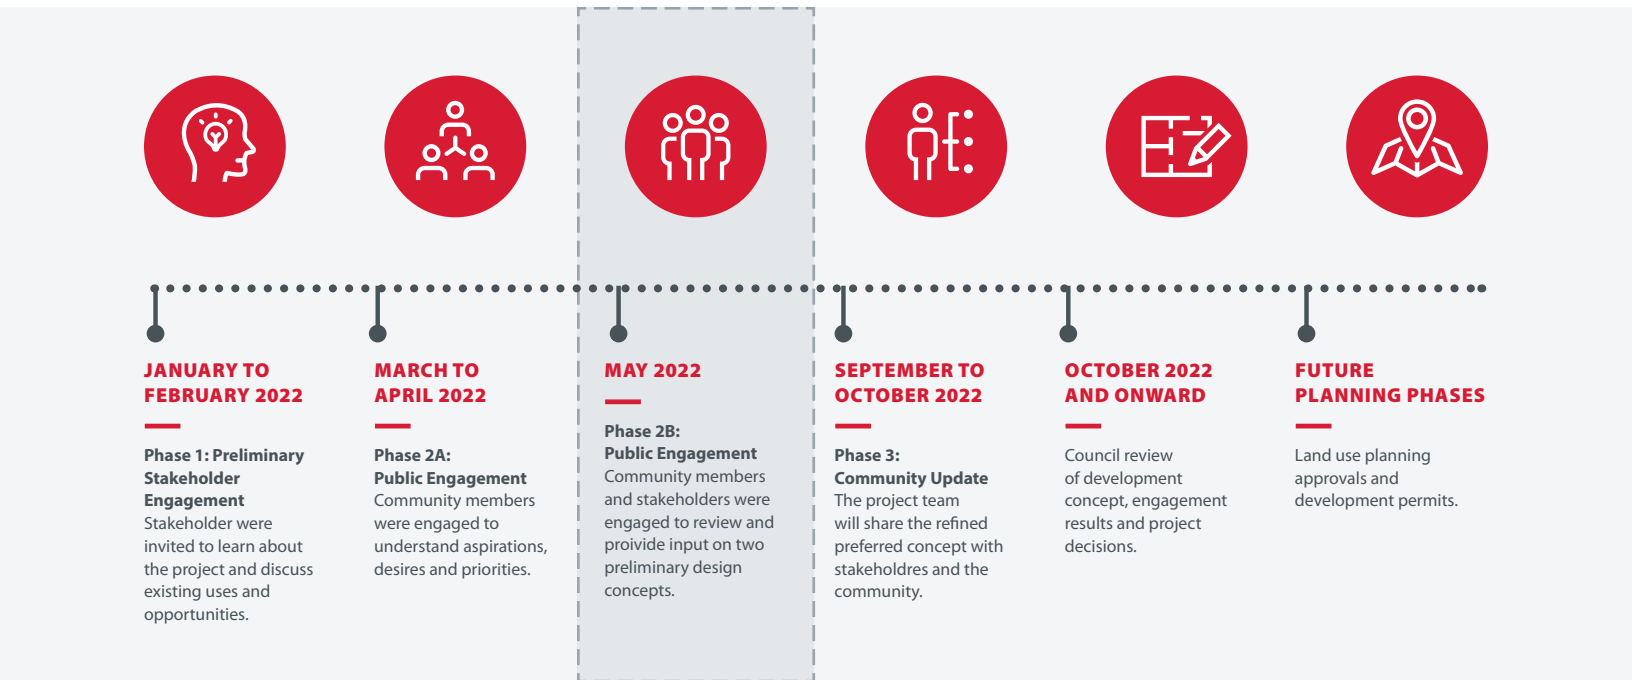 JANUARY TO
FEBRUARY 2022
Phase 1: Preliminary
Stakeholder
Engagement
Stakeholder were
invited to learn about
the project and discuss
existing uses and
opportunities.
MARCH TO
APRIL 2022
Phase 2A:
Public Engagement
Community members
were engaged to
understand aspirations,
desires and priorities.
MAY 2022
Phase 2B:
Public Engagement
Community members
and stakeholders were
engaged to review and
proivide input on two
preliminary design
concepts.
SEPTEMBER TO
OCTOBER 2022
Phase 3:
Community Update
The project team
will share the refined
preferred concept with
stakeholdres and the
community.
OCTOBER 2022
AND ONWARD
Council review
of development
concept, engagement
results and project
decisions.
FUTURE
PLANNING PHASES
Land use planning
approvals and
development permits.